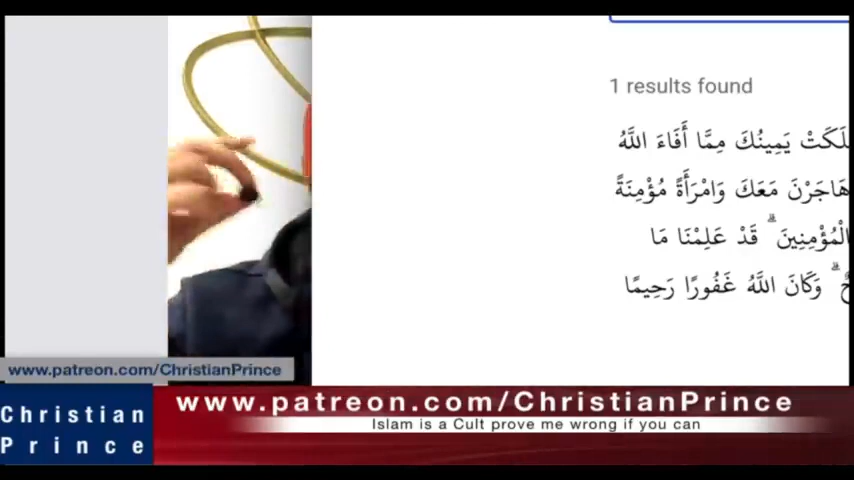 1 results found
يَمِينُكَ مِمَّا أَفَاءَ اللَّهُ
هَاجَرْنَ مَعَكَ وَامْرَأَةً مُؤْمِنَةً
الْمُؤْمِنِينَ ۗ قَدْ عَلِمْنَا مَا
ۗ وَكَانَ اللَّهُ غَفُورًا رَحِيمًا
www.patreon.com/ChristianPrince
Christian
Prince
www.patreon.com/ChristianPrince
Islam is a Cult prove me wrong if you can